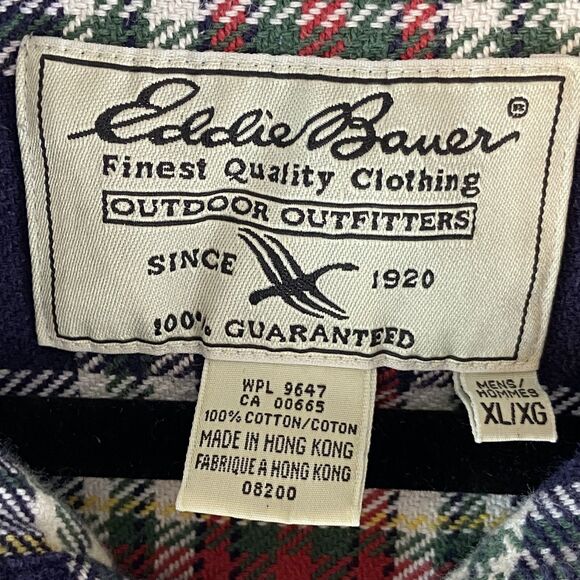 Eddie Bauer®
Finest Quality Clothing
OUTDOOR OUTFITTERS
SINCE 1920
100% GUARANTEED
WPL 9647
CA 00665
100% COTTON/COTON
MADE IN HONG KONG
FABRIQUE A HONG KONG
08200
MENS/
HOMMES
XL/XG